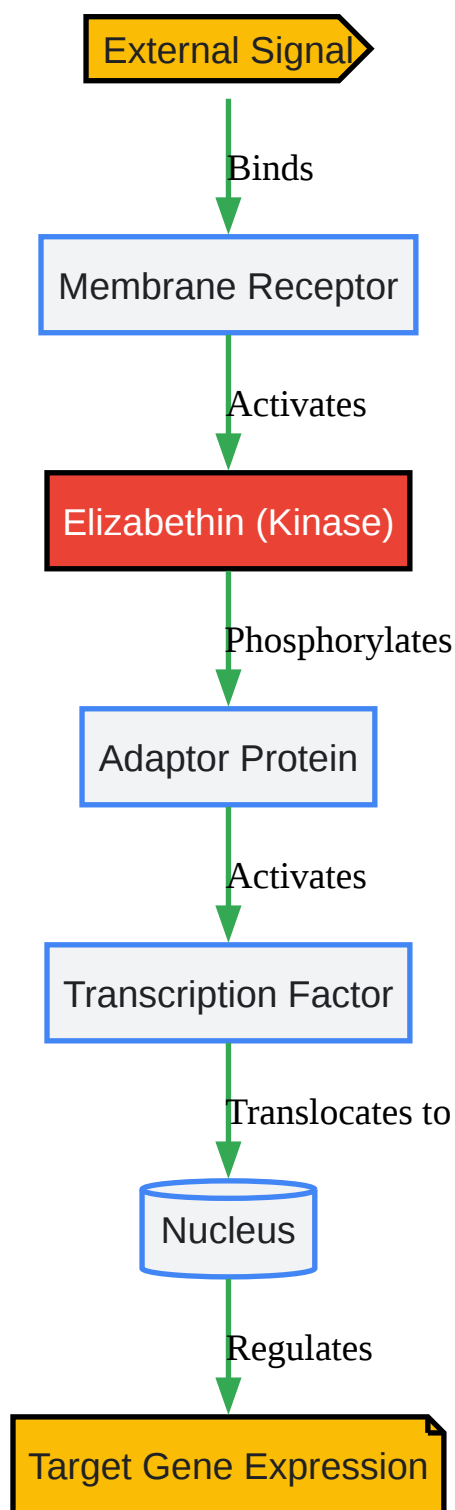 External Signal
Binds
Membrane Receptor
Activates
Elizabethin (Kinase)
Phosphorylates
Adaptor Protein
Activates
Transcription Factor
Translocates to
Nucleus
Regulates
Target Gene Expression